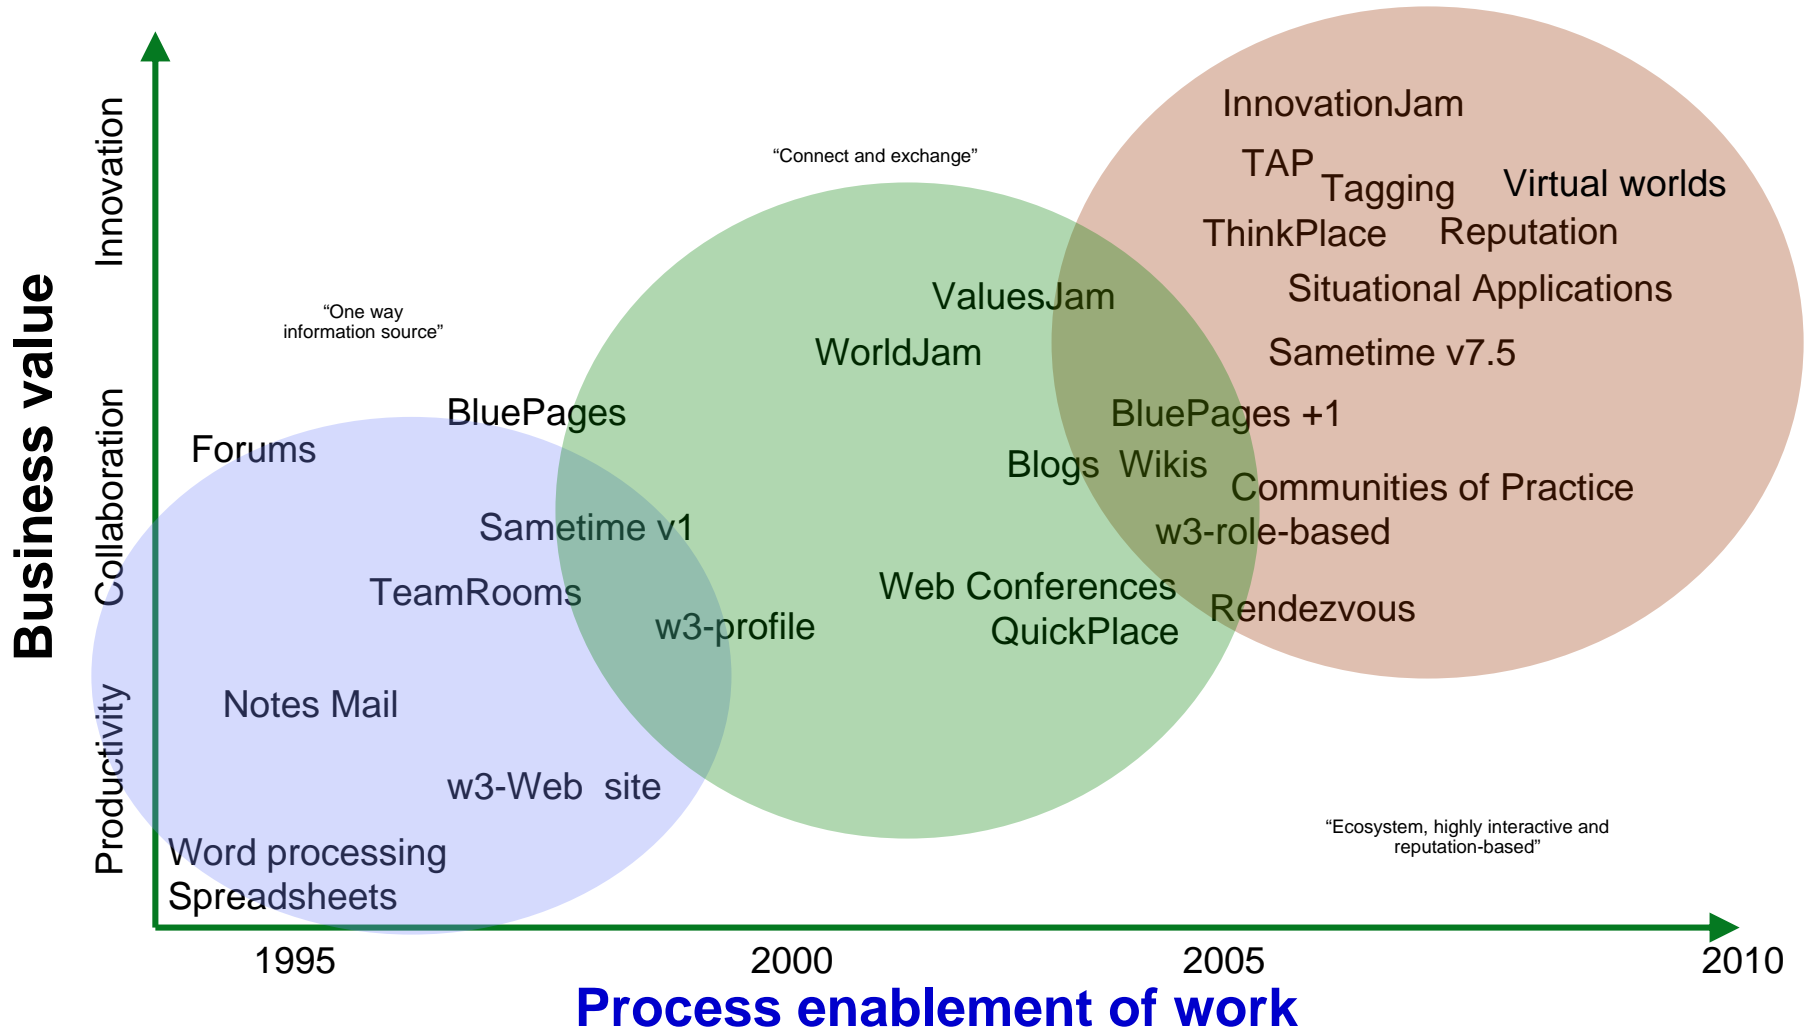 InnovationJam
“Connect and exchange”
TAP
Tagging
Virtual worlds
ThinkPlace
Reputation
Innovation
Situational Applications
ValuesJam
“One way
information source”
WorldJam
Sametime v7.5
BluePages
BluePages +1
Forums
Blogs Wikis
Communities of Practice
Business value
Collaboration
Sametime v1
w3-role-based
TeamRooms
Web Conferences
Rendezvous
w3-profile
QuickPlace
Notes Mail
Productivity
w3-Web site
“Ecosystem, highly interactive and
reputation-based”
Word processing
Spreadsheets
1995
2000
2005
2010
Process enablement of work